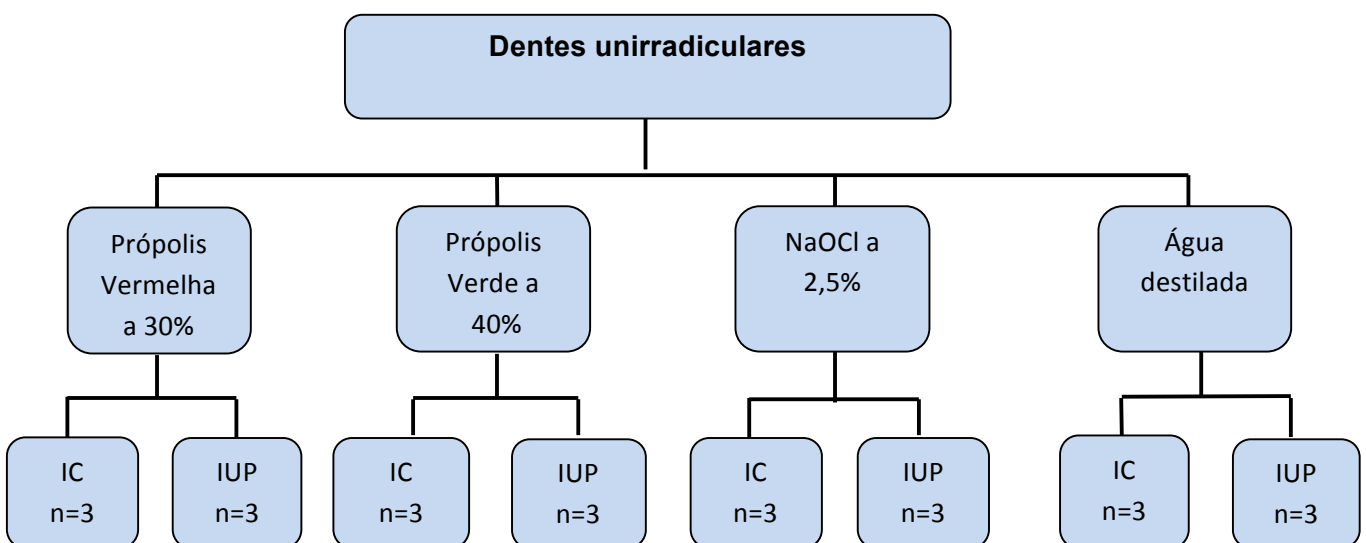 Dentes unirradiculares
Própolis
Vermelha
a 30%
Própolis
Verde a
40%
NaOCl a
2,5%
Água
destilada
IC
n=3
IUP
n=3
IC
n=3
IUP
n=3
IC
n=3
IUP
n=3
IC
n=3
IUP
n=3